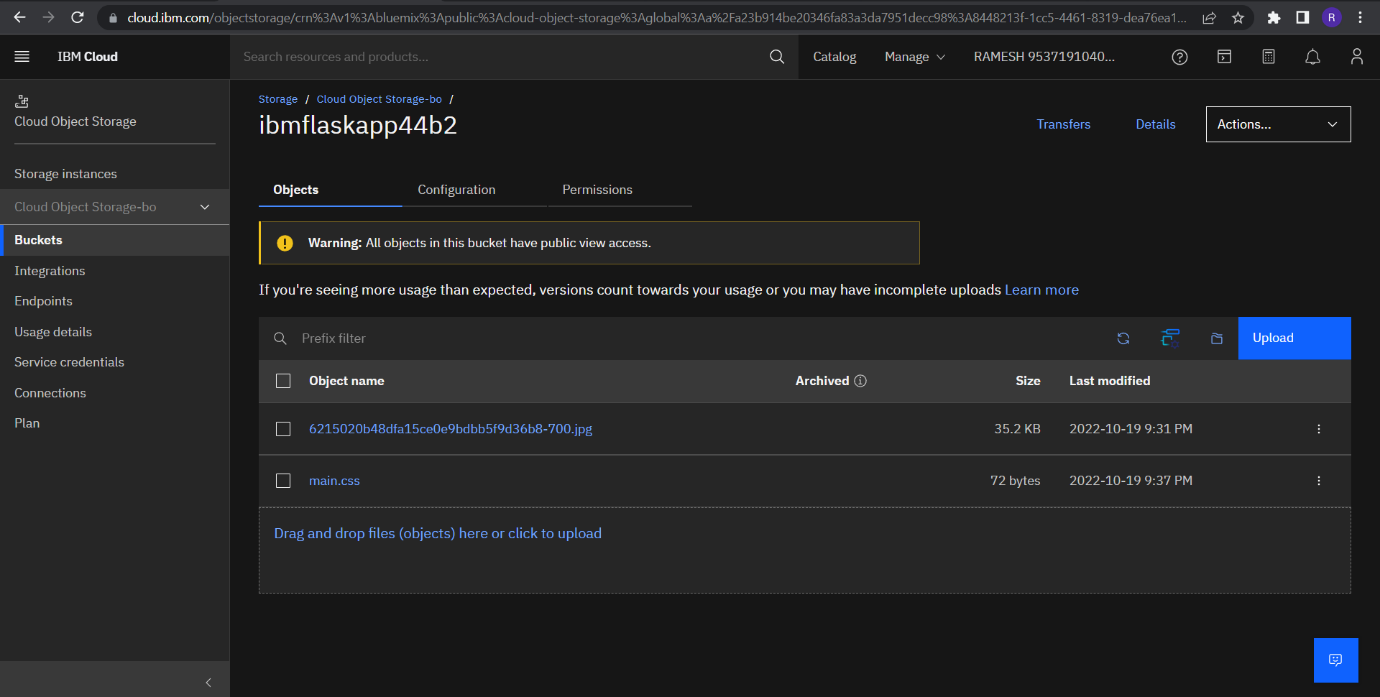 cloud.ibm.com/objectstorage/crn%3Av1%3Abluemix%3Apublic%3Acloud-object-storage%3Aglobal%3Aa%2Fa23b914be20346fa83a3da7951decc98%3A8448213f-1cc5-4461-8319-dea76ea1...
R
IBM Cloud
Search resources and products...
Catalog
Manage
RAMESH 9537191040...
Cloud Object Storage
Storage instances
Cloud Object Storage-bo
Buckets
Integrations
Endpoints
Usage details
Service credentials
Connections
Plan
Storage / Cloud Object Storage-bo /
ibmflaskapp44b2
Transfers
Details
Actions...
Objects
Configuration
Permissions
Warning: All objects in this bucket have public view access.
If you're seeing more usage than expected, versions count towards your usage or you may have incomplete uploads Learn more
Prefix filter
Upload
Object name Archived Size Last modified
6215020b48dfa15ce0e9bdbb5f9d36b8-700.jpg 35.2 KB 2022-10-19 9:31 PM
main.css 72 bytes 2022-10-19 9:37 PM
Drag and drop files (objects) here or click to upload